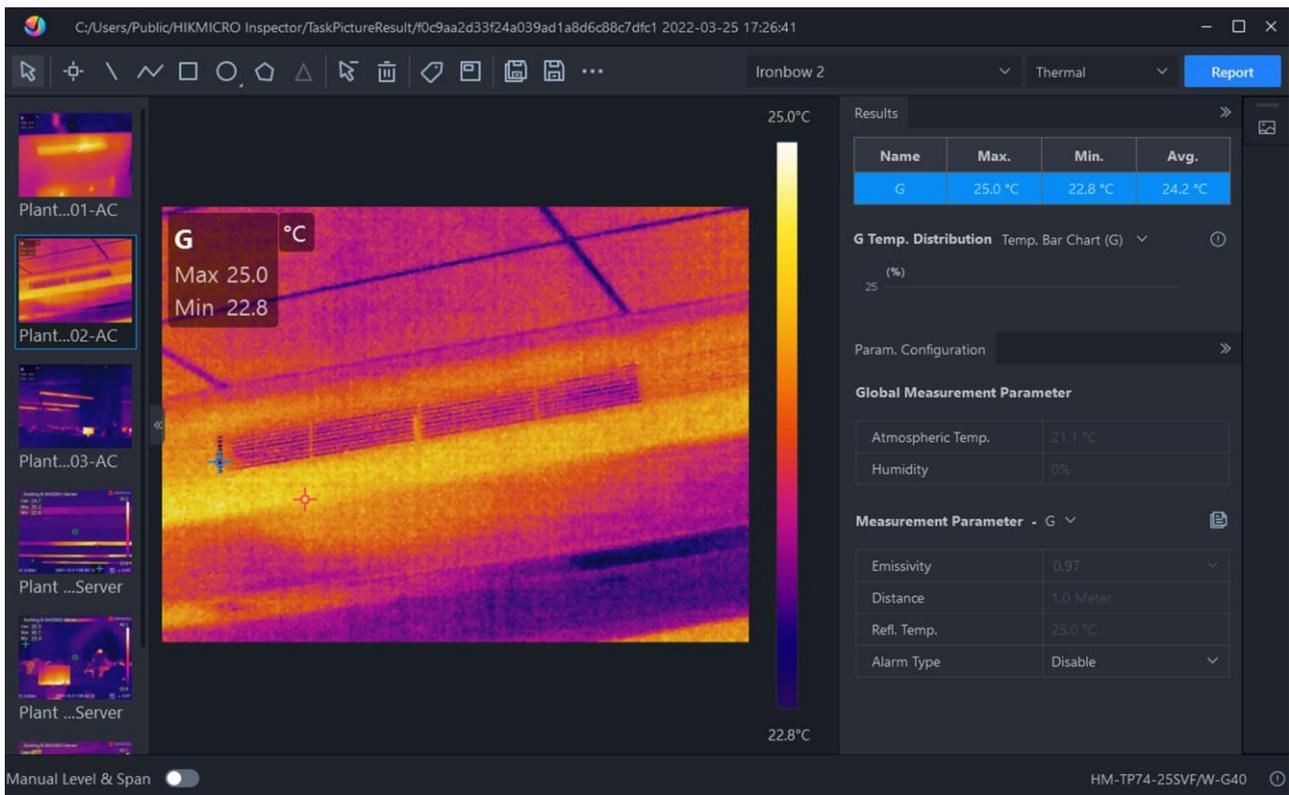 C:/Users/Public/HIKMICRO Inspector/TaskPictureResult/f0c9aa2d33f24a039ad1a8d6c88c7dfc1 2022-03-25 17:26:41
Ironbow 2
Thermal
Report
Plant...01-AC
Plant...02-AC
Plant...03-AC
Plant ...Server
Plant ...Server
G
°C
Max 25.0
Min 22.8
25.0°C
22.8°C
Results
Name Max. Min. Avg.
G 25.0 °C 22.8 °C 24.2 °C
G Temp. Distribution Temp. Bar Chart (G)
(%)
25
Param. Configuration
Global Measurement Parameter
Atmospheric Temp. 21.1 °C
Humidity 0%
Measurement Parameter - G
Emissivity 0.97
Distance 1.0 Meter
Refl. Temp. 25.0 °C
Alarm Type Disable
Manual Level & Span
HM-TP74-25SVF/W-G40